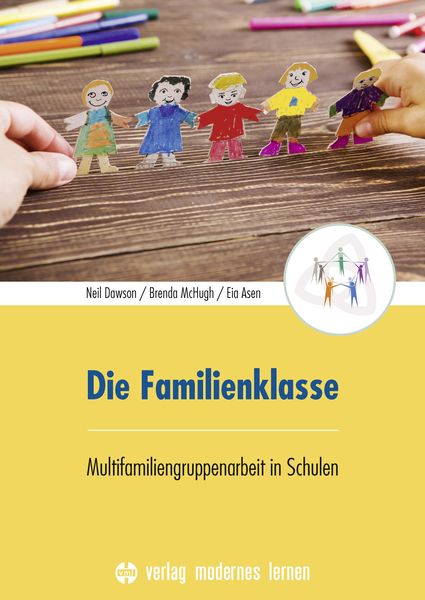 Neil Dawson / Brenda McHugh / Eia Asen
Die Familienklasse
Multifamiliengruppenarbeit in Schulen
vml verlag modernes lernen